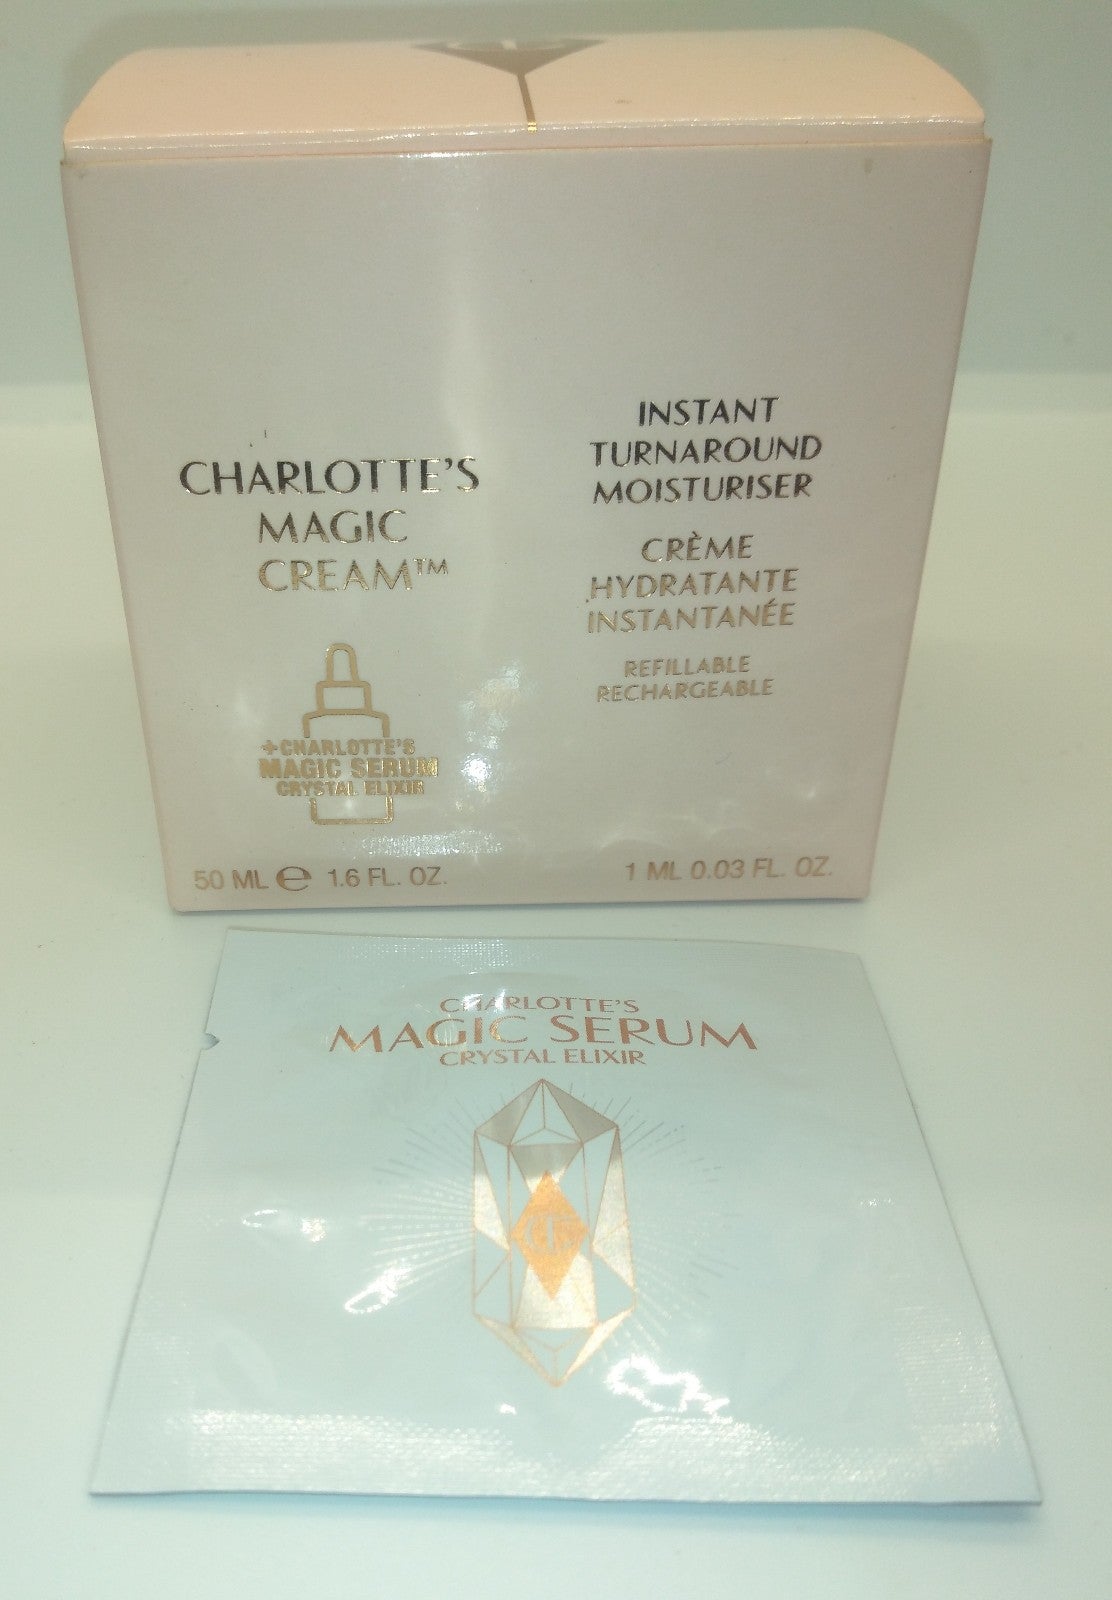 CHARLOTTE'S
MAGIC
CREAM™
INSTANT
TURNAROUND
MOISTURISER
CRÈME
HYDRATANTE
INSTANTANÉE
REFILLABLE
RECHARGEABLE
+CHARLOTTE'S
MAGIC SERUM
CRYSTAL ELIXIR
50 ML ℮ 1.6 FL. OZ.
1 ML 0.03 FL. OZ.
CHARLOTTE'S
MAGIC SERUM
CRYSTAL ELIXIR